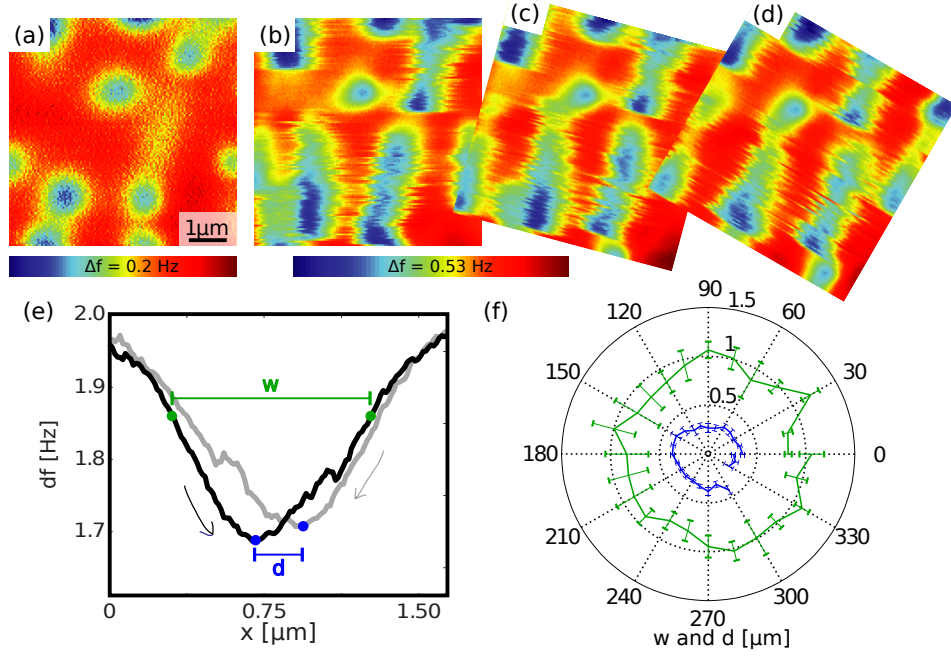 (a)
(b)
(c)
(d)
1µm
Δf = 0.2 Hz
Δf = 0.53 Hz
(e)
2.0
1.9
1.8
1.7
df [Hz]
w
d
0
0.75
1.50
x [µm]
(f)
90
60
30
0
330
300
270
240
210
180
150
120
1.5
1
0.5
w and d [µm]